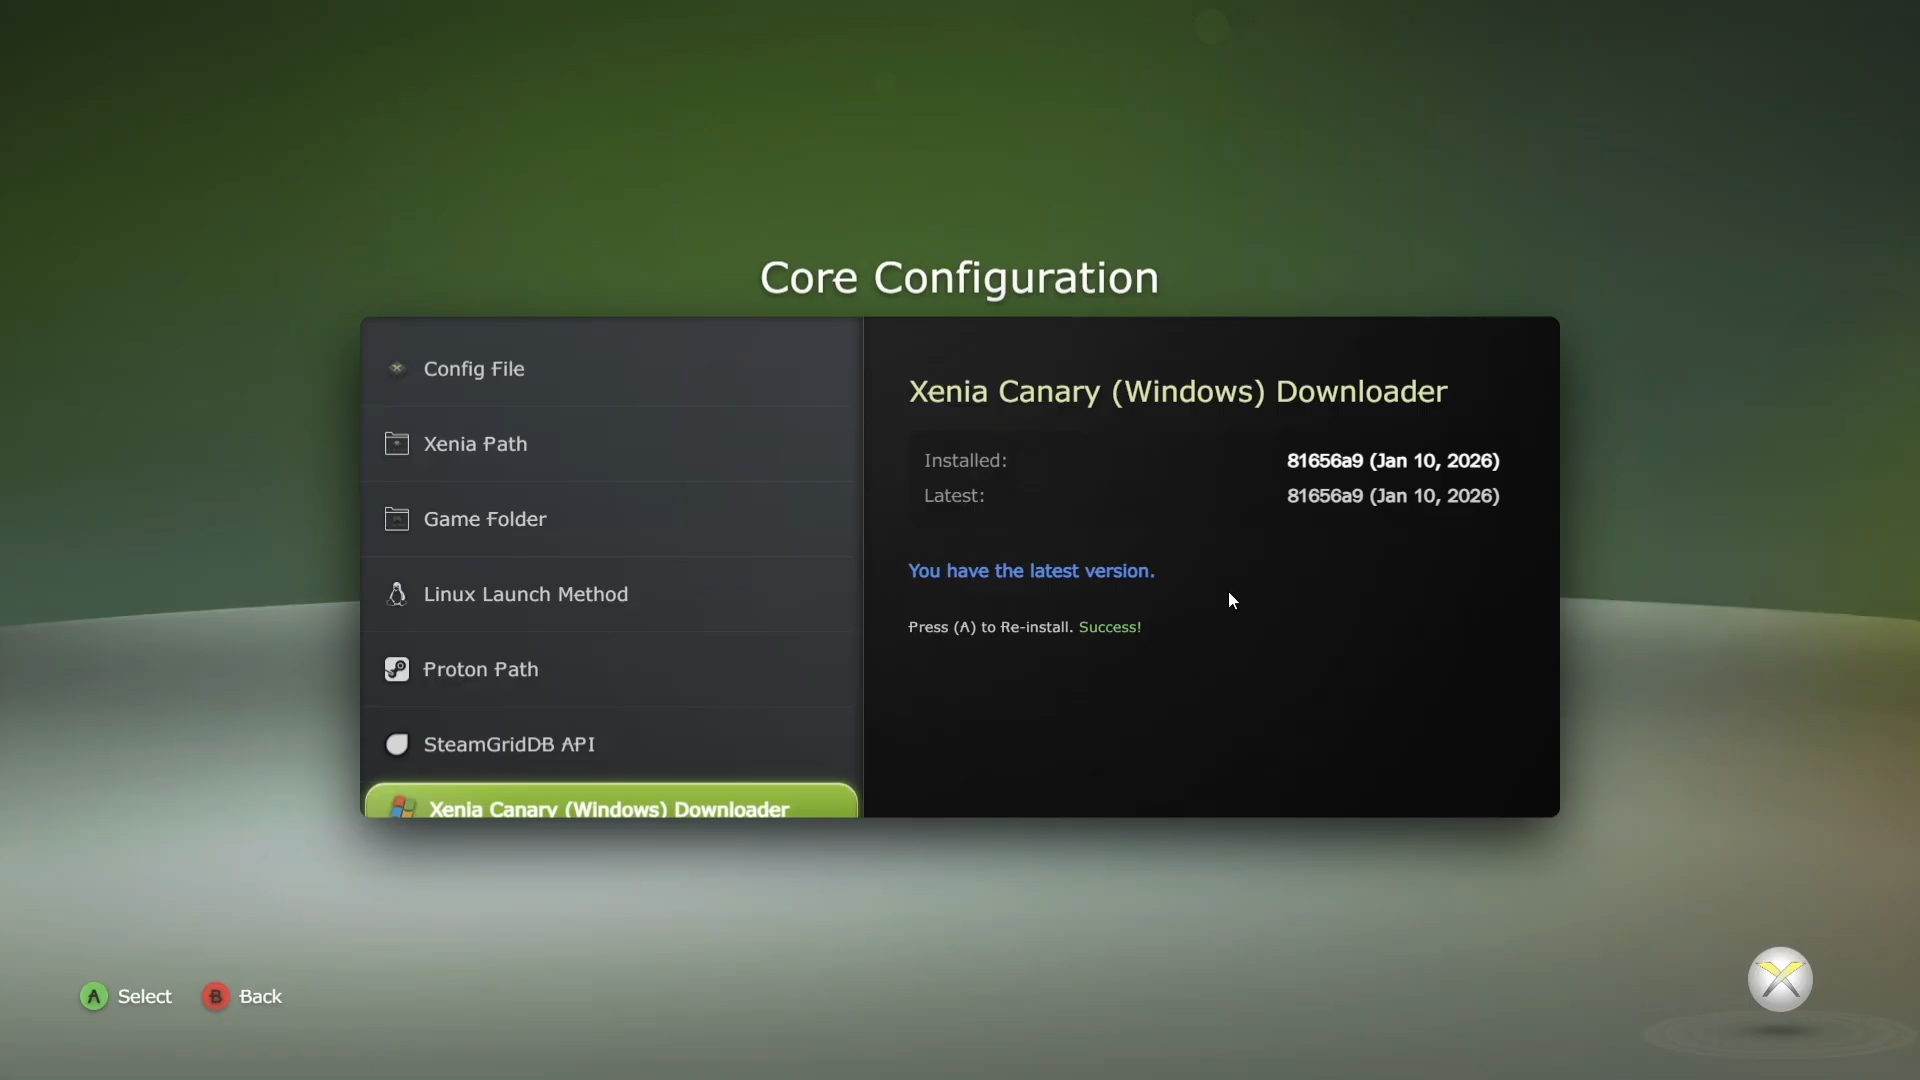 Core Configuration
Config File
Xenia Path
Game Folder
Linux Launch Method
Proton Path
SteamGridDB API
Xenia Canary (Windows) Downloader
Xenia Canary (Windows) Downloader
Installed: 81656a9 (Jan 10, 2026)
Latest: 81656a9 (Jan 10, 2026)
You have the latest version.
Press (A) to Re-install. Success!
A Select B Back